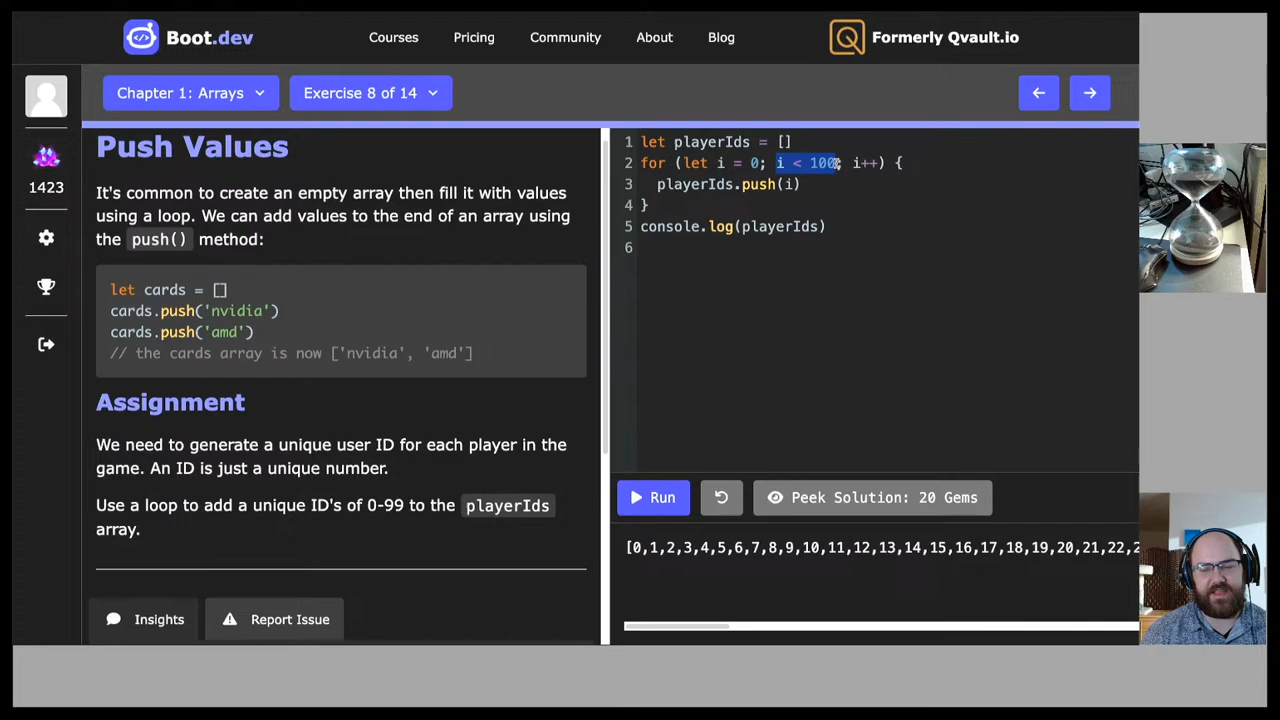 Boot.dev
Courses
Pricing
Community
About
Blog
Formerly Qvault.io
Chapter 1: Arrays
Exercise 8 of 14
1423
Push Values
It's common to create an empty array then fill it with values
using a loop. We can add values to the end of an array using
the push() method:
let cards = []
cards.push('nvidia')
cards.push('amd')
// the cards array is now ['nvidia', 'amd']
Assignment
We need to generate a unique user ID for each player in the
game. An ID is just a unique number.
Use a loop to add a unique ID's of 0-99 to the playerIds
array.
Insights
Report Issue
1 let playerIds = []
2 for (let i = 0; i < 100; i++) {
3 playerIds.push(i)
4 }
5 console.log(playerIds)
6
Run
Peek Solution: 20 Gems
[0,1,2,3,4,5,6,7,8,9,10,11,12,13,14,15,16,17,18,19,20,21,22,2